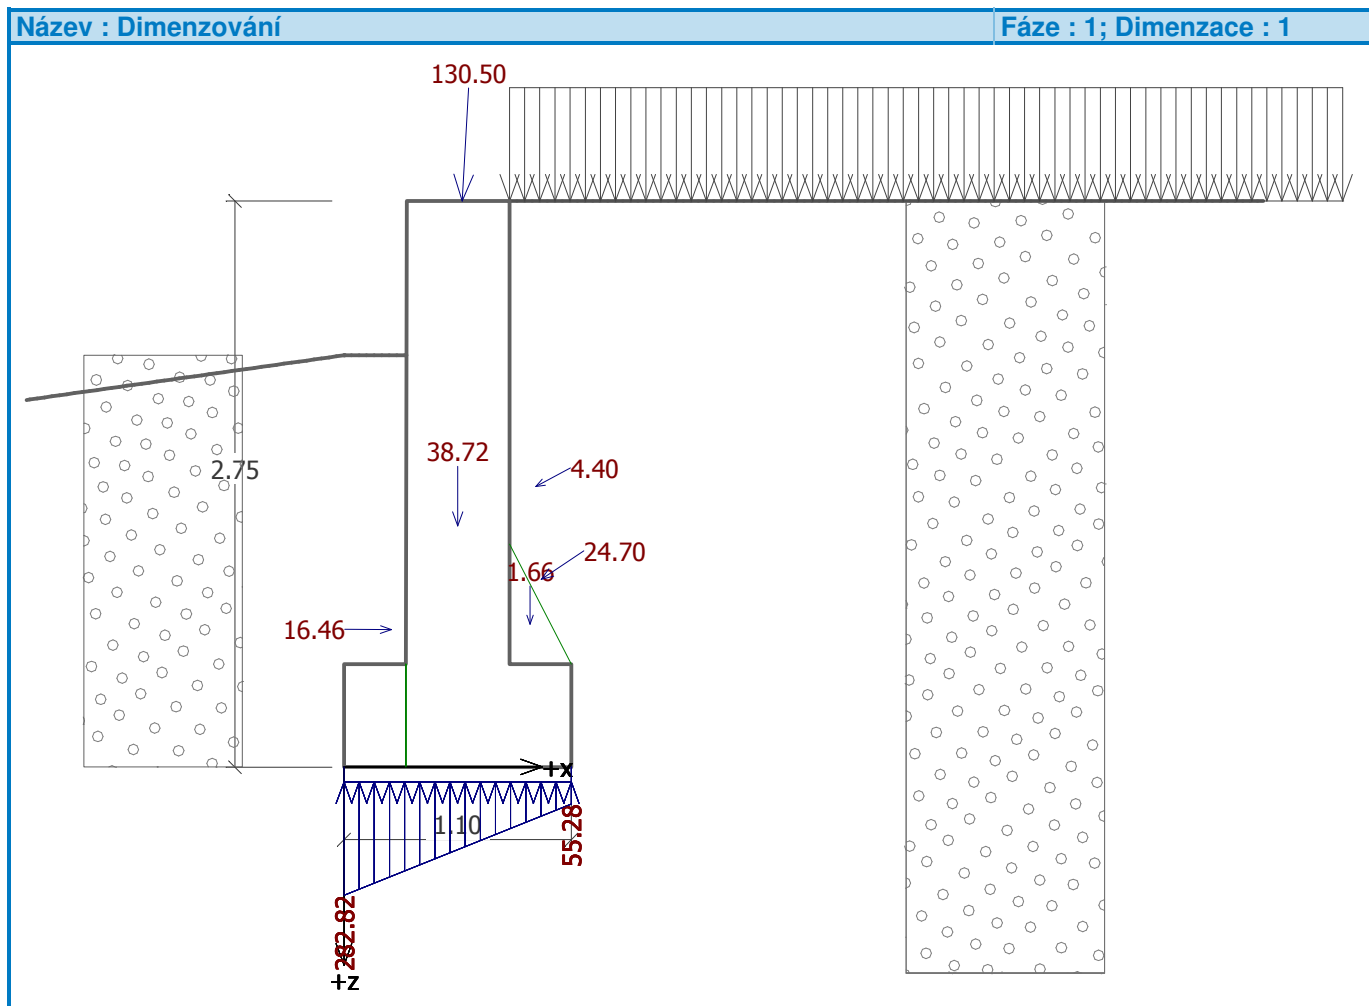 Název : Dimenzování
Fáze : 1; Dimenzace : 1
130.50
2.75
38.72
4.40
24.70
1.66
16.46
+x
1.10
55.28
+z